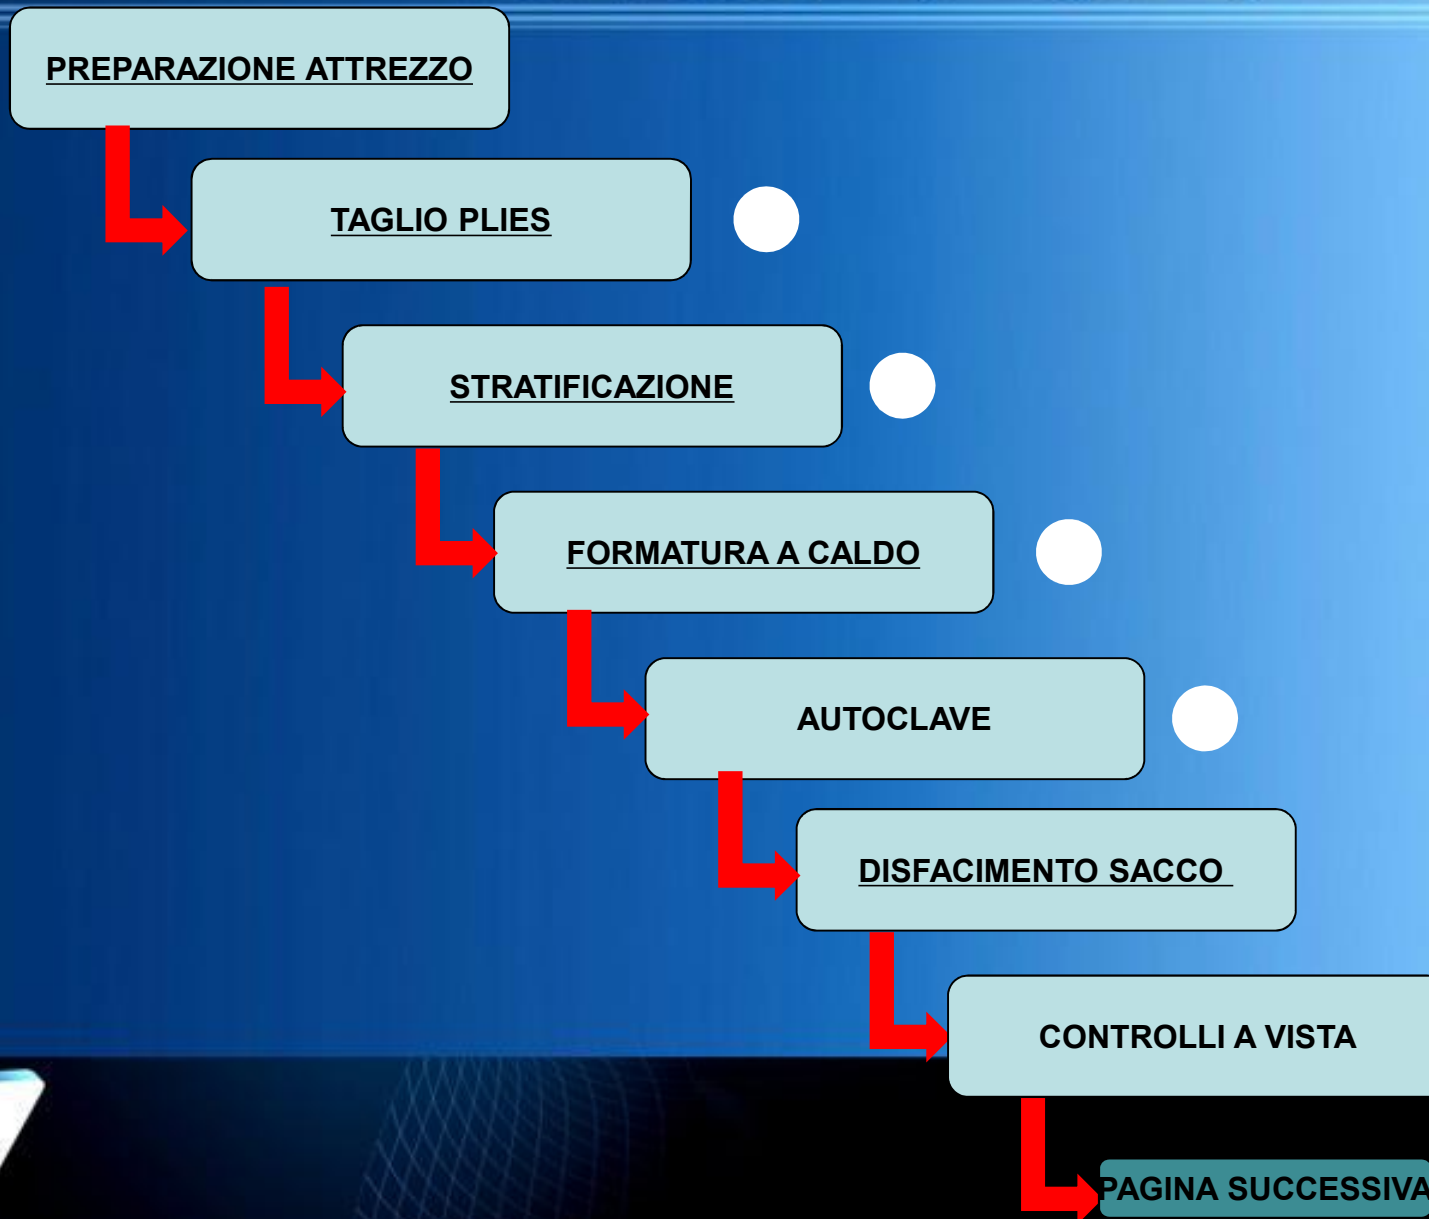 PREPARAZIONE ATTREZZO
TAGLIO PLIES
STRATIFICAZIONE
FORMATURA A CALDO
AUTOCLAVE
DISFACIMENTO SACCO
CONTROLLI A VISTA
PAGINA SUCCESSIVA